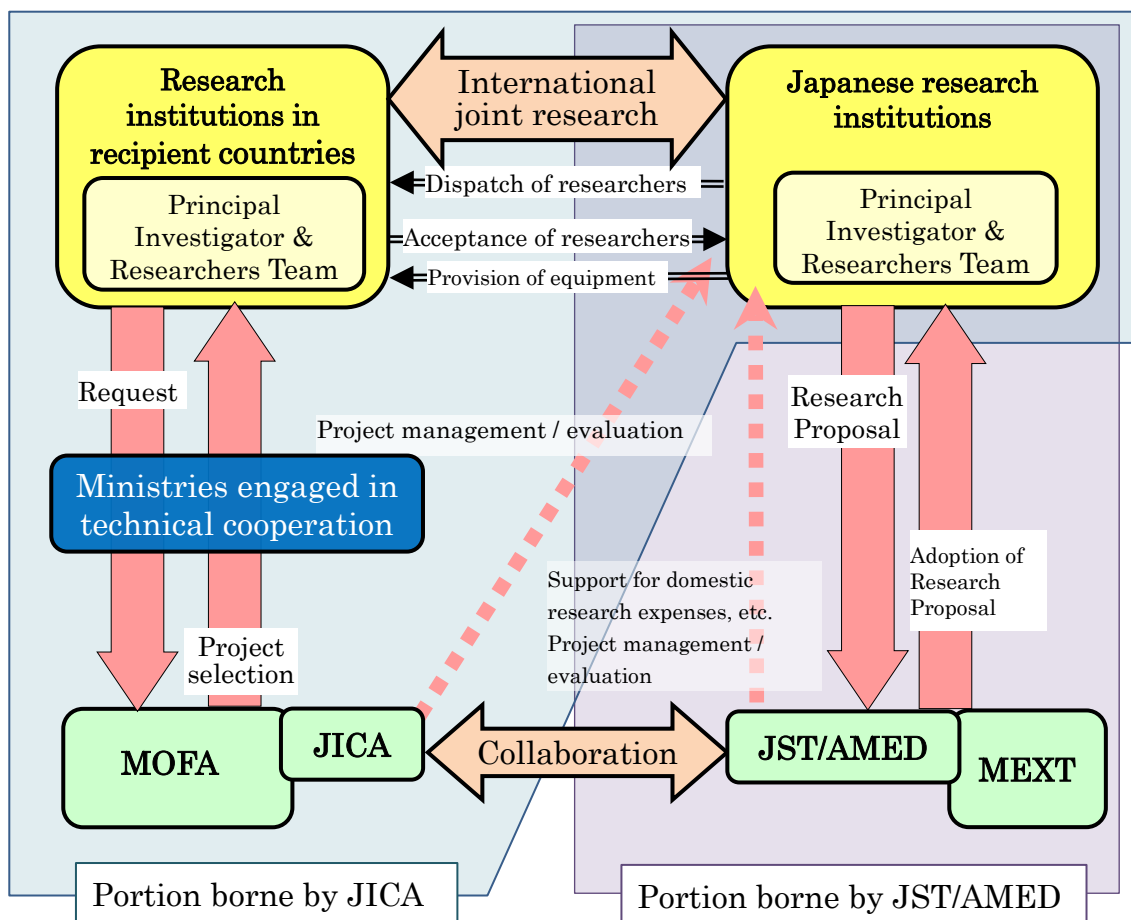 Research
institutions in
recipient countries
Principal
Investigator &
Researchers Team
International
joint research
Japanese research
institutions
Principal
Investigator &
Researchers Team
Dispatch of researchers
Acceptance of researchers
Provision of equipment
Request
Project management / evaluation
Research
Proposal
Ministries engaged in
technical cooperation
Adoption of
Research
Proposal
Support for domestic
research expenses, etc.
Project management /
evaluation
Project
selection
MOFA
JICA
Collaboration
JST/AMED
MEXT
Portion borne by JICA
Portion borne by JST/AMED